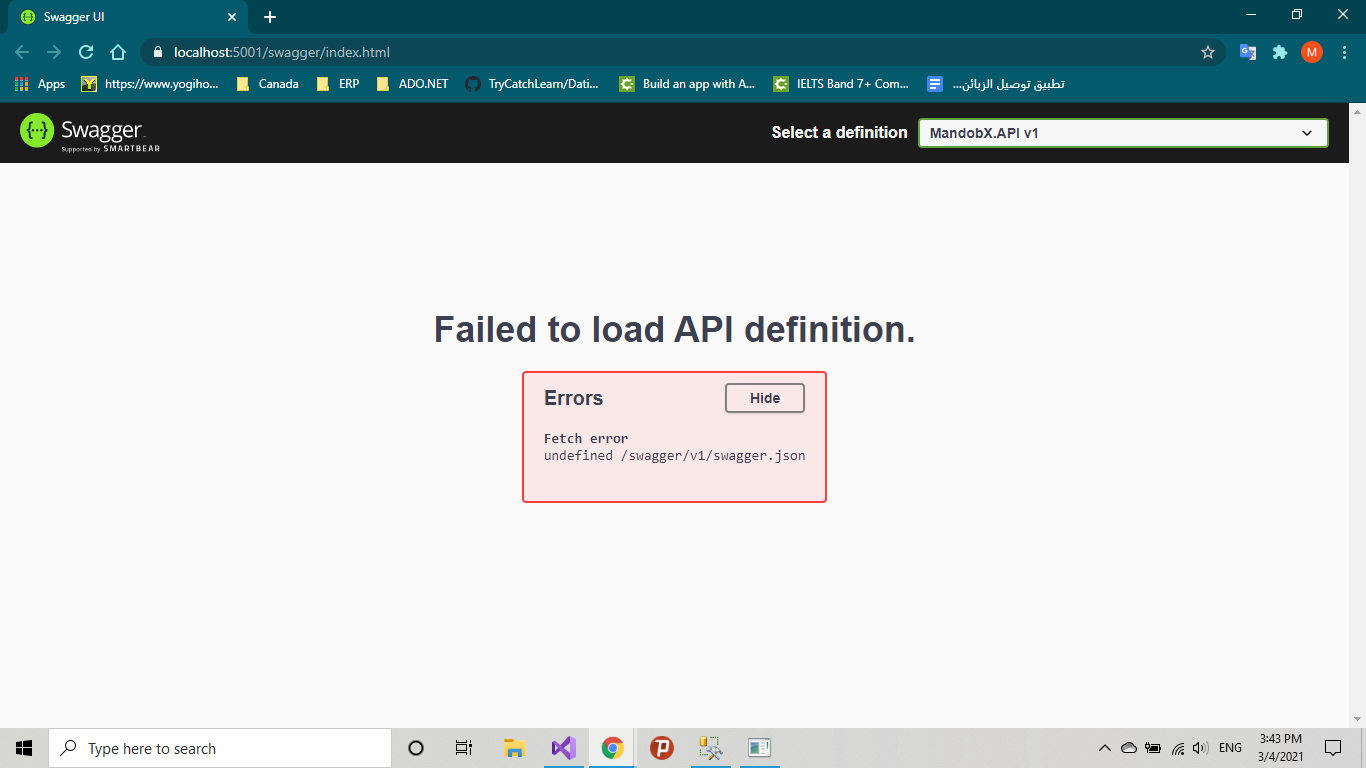 Swagger UI
localhost:5001/swagger/index.html
M
Apps
https://www.yogiho...
Canada
ERP
ADO.NET
TryCatchLearn/Dati...
Build an app with A...
IELTS Band 7+ Com...
تطبيق توصيل الزبائن...
Swagger
Supported by SMARTBEAR
Select a definition
MandobX.API v1
Failed to load API definition.
Errors
Hide
Fetch error
undefined /swagger/v1/swagger.json
Type here to search
ENG
3:43 PM
3/4/2021